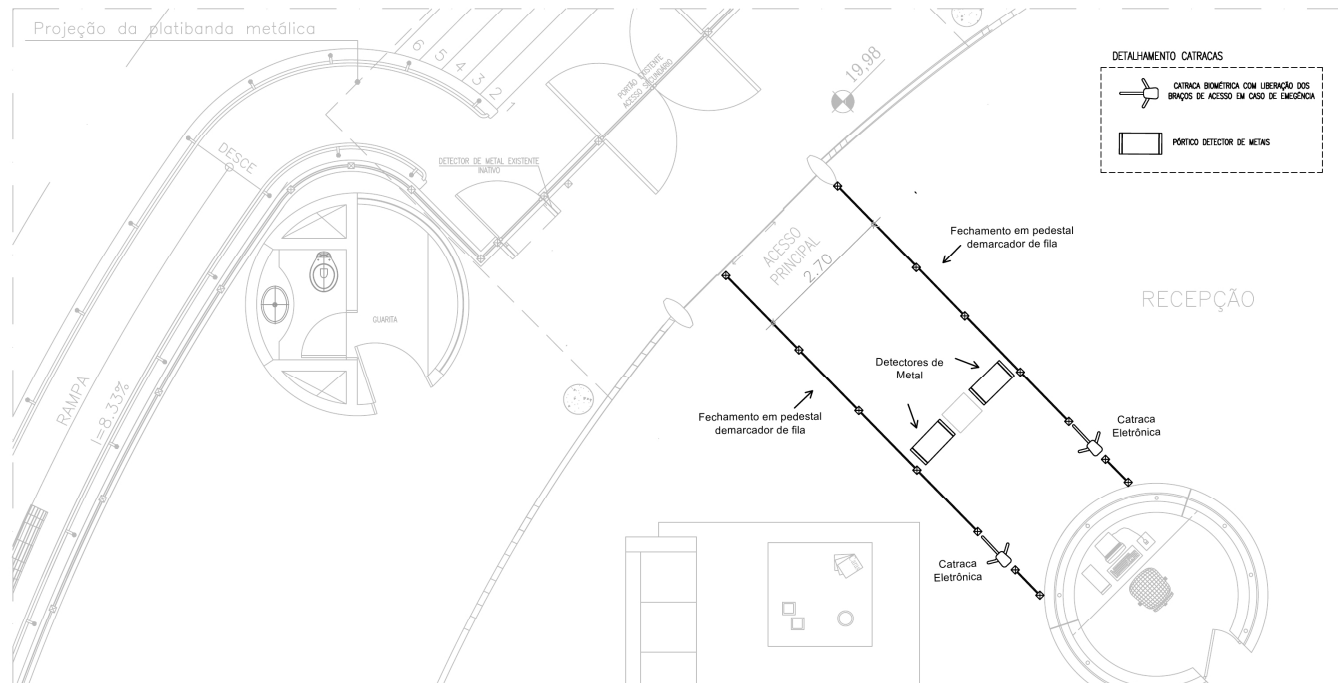 Projeção da platibanda metálica
6
5
4
3
2
1
PORTÃO EXISTENTE
ACESSO SECUNDÁRIO
19,98
DETALHAMENTO CATRACAS
CATRACA BIOMÉTRICA COM LIBERAÇÃO DOS
BRAÇOS DE ACESSO EM CASO DE EMEGÊNCIA
PÓRTICO DETECTOR DE METAIS
DESCE
DETECTOR DE METAL EXISTENTE
INATIVO
ACESSO
PRINCIPAL
2.70
Fechamento em pedestal
demarcador de fila
RECEPÇÃO
GUARITA
RAMPA
I=8.33%
Detectores de
Metal
Fechamento em pedestal
demarcador de fila
Catraca
Eletrônica
Catraca
Eletrônica